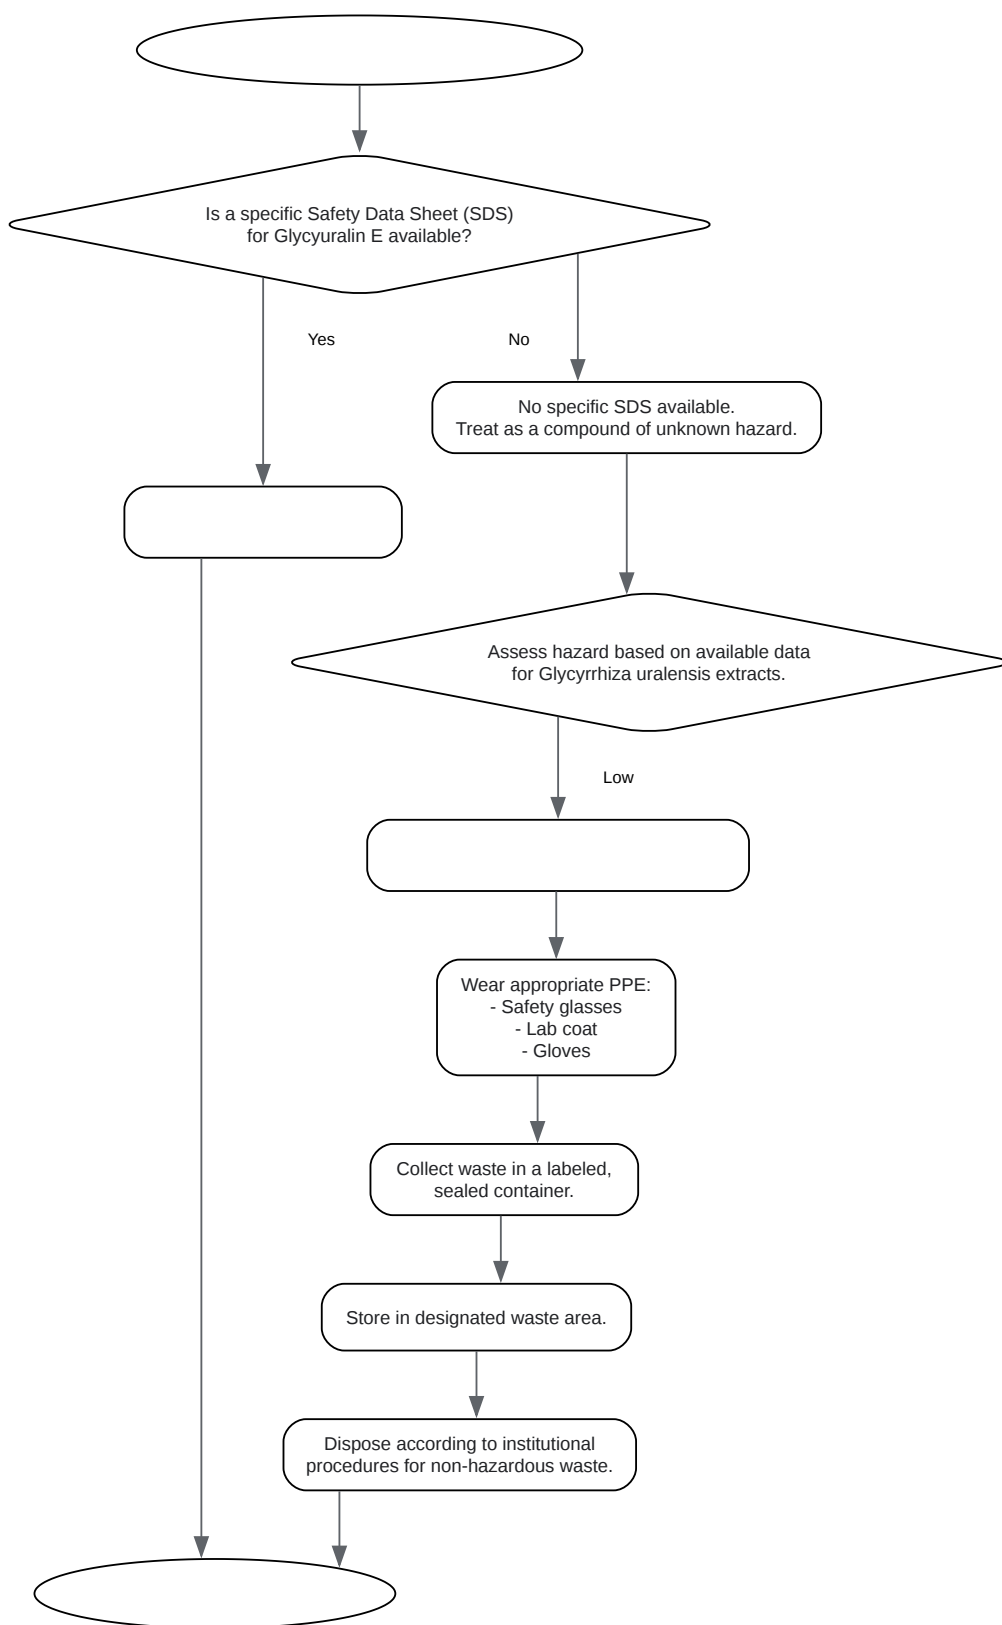 Is a specific Safety Data Sheet (SDS)
for Glycyuralin E available?
Yes
No
No specific SDS available.
Treat as a compound of unknown hazard.
Assess hazard based on available data
for Glycyrrhiza uralensis extracts.
Low
Wear appropriate PPE:
- Safety glasses
- Lab coat
- Gloves
Collect waste in a labeled,
sealed container.
Store in designated waste area.
Dispose according to institutional
procedures for non-hazardous waste.